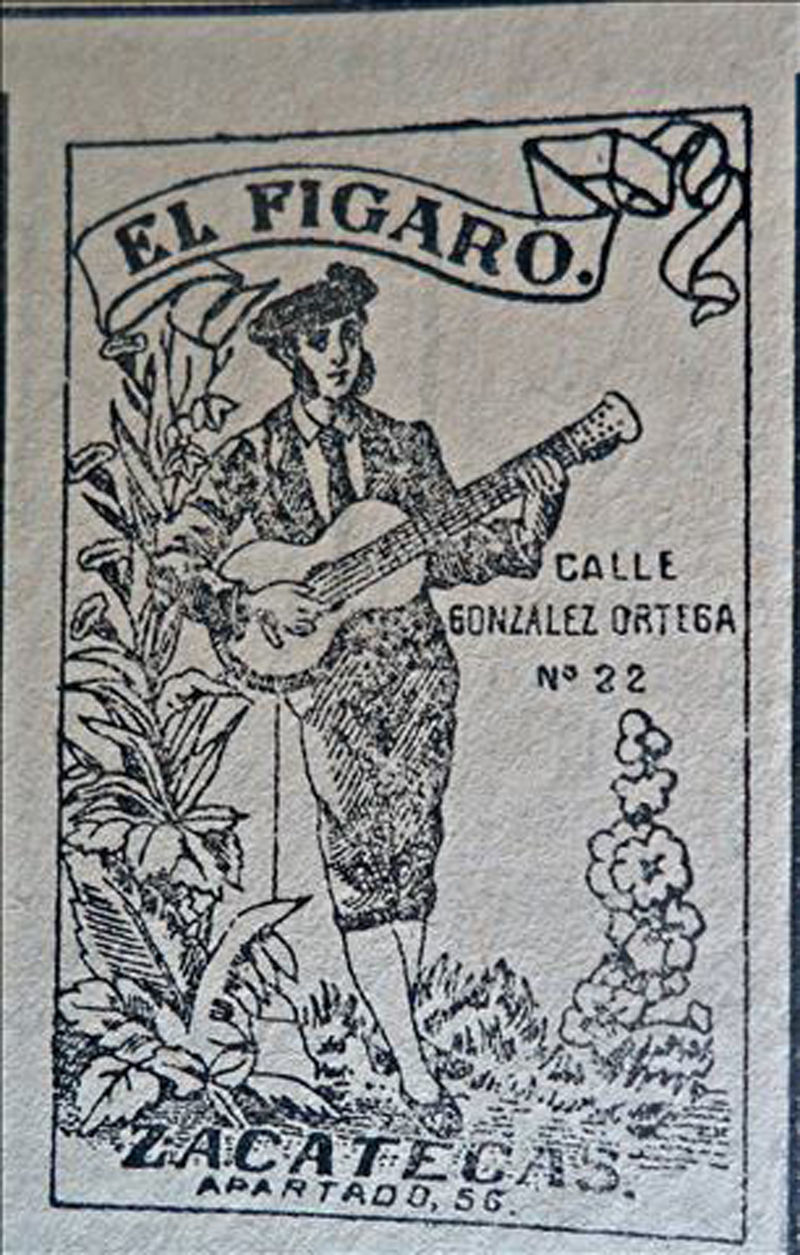 EL FIGARO.
CALLE
GONZALEZ ORTEGA
Nº 22
ZACATECAS.
APARTADO, 56.